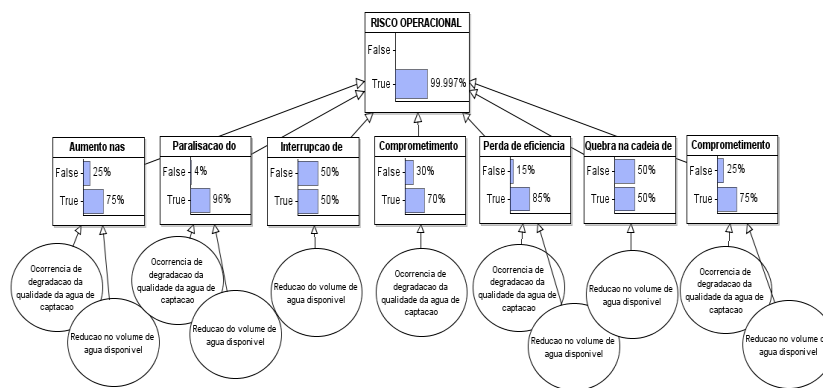 RISCO OPERACIONAL
False
True 99.997%
Aumento nas
False 25%
True 75%
Paralisacao do
False 4%
True 96%
Interrupcao de
False 50%
True 50%
Comprometimento
False 30%
True 70%
Perda de eficiencia
False 15%
True 85%
Quebra na cadeia de
False 50%
True 50%
Comprometimento
False 25%
True 75%
Ocorrencia de
degradacao da
qualidade da agua de
captacao
Reducao no volume de
agua disponivel
Ocorrencia de
degradacao da
qualidade da agua de
captacao
Reducao do volume de
agua disponivel
Reducao do volume de
agua disponivel
Ocorrencia de
degradacao da
qualidade da agua de
captacao
Ocorrencia de
degradacao da
qualidade da agua de
captacao
Reducao no volume de
agua disponivel
Reducao no volume de
agua disponivel
Ocorrencia de
degradacao da
qualidade da agua de
captacao
Reducao no volume de
agua disponivel